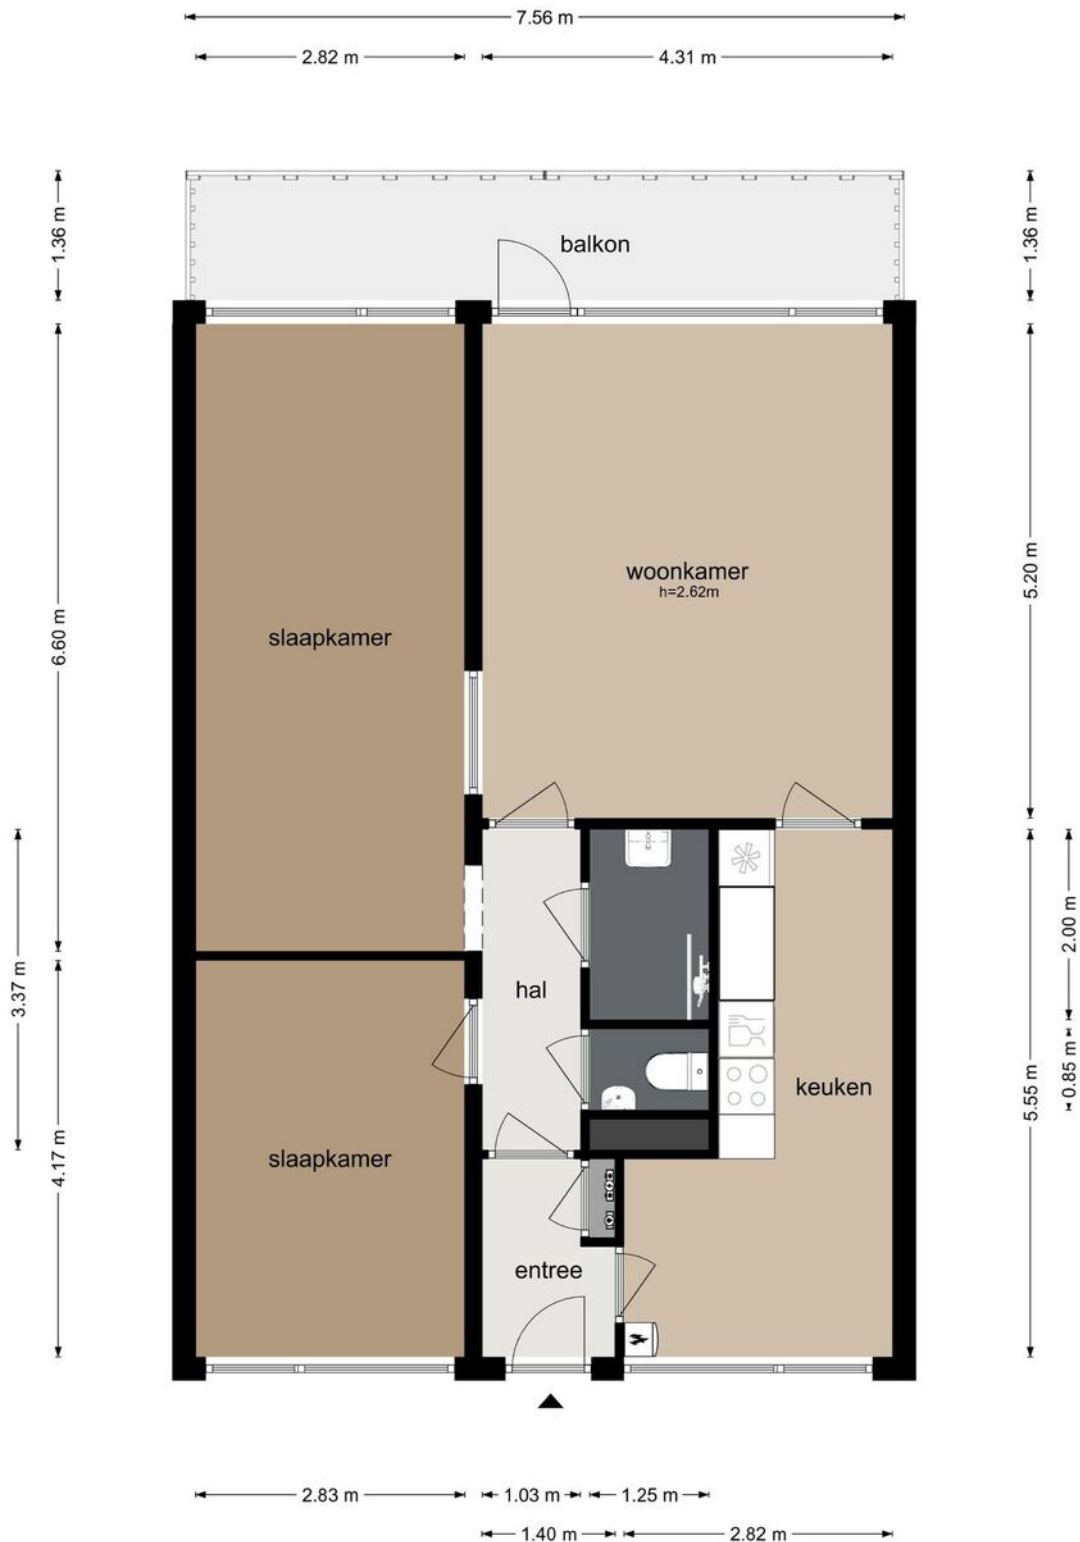 7.56 m
2.82 m
4.31 m
1.36 m
1.36 m
balkon
woonkamer
h=2.62m
5.20 m
6.60 m
slaapkamer
2.00 m
3.37 m
hal
0.85 m
5.55 m
keuken
4.17 m
slaapkamer
entree
2.83 m
1.03 m
1.25 m
1.40 m
2.82 m